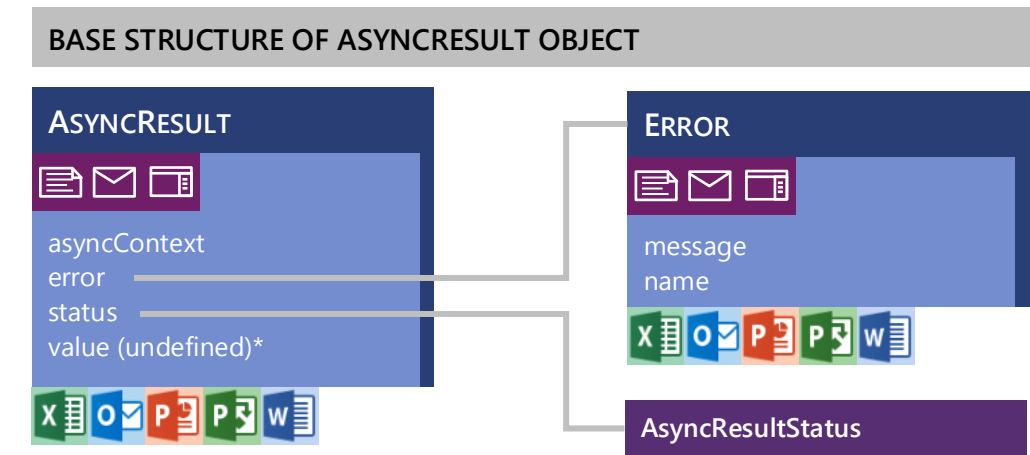 BASE STRUCTURE OF ASYNCRESULT OBJECT
ASYNCRESULT
asyncContext
error
status
value (undefined)*
X O P P W
ERROR
message
name
X O P P W
AsyncResultStatus